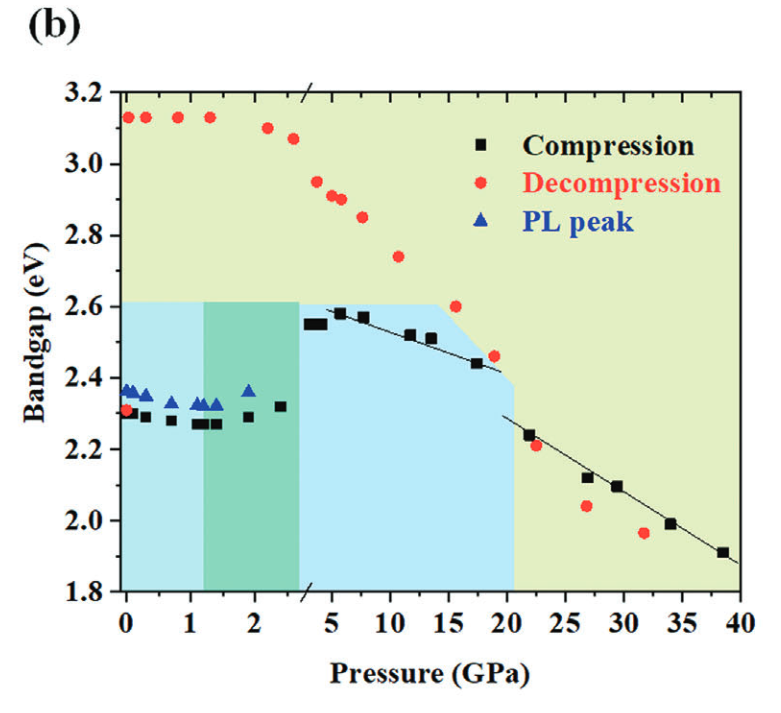 (b)
3.2
3.0
2.8
2.6
2.4
2.2
2.0
1.8
Bandgap (eV)
Compression
Decompression
PL peak
0 1 2 5 10 15 20 25 30 35 40
Pressure (GPa)